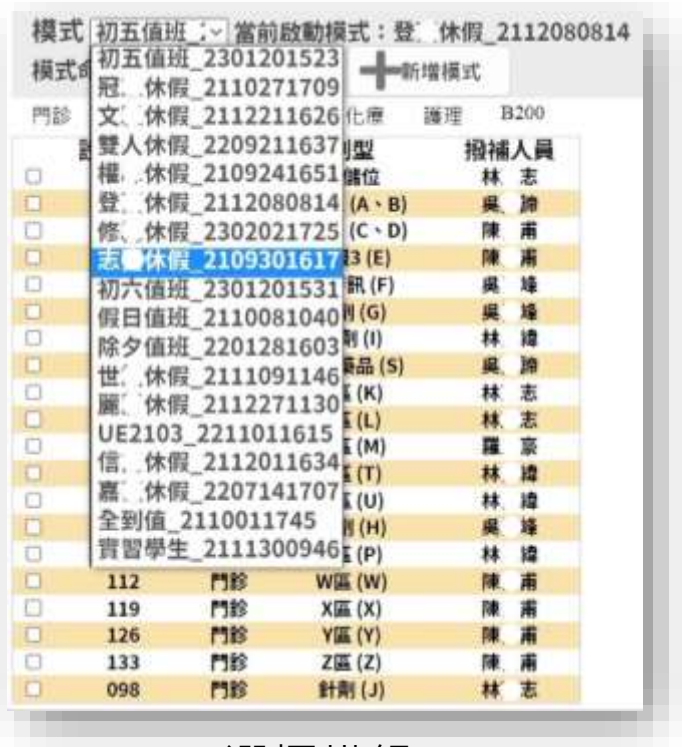 模式 初五值班_ 當前啟動模式：登 休假_2112080814
模式
新增模式
初五值班_2301201523
冠 休假_2110271709
文 休假_2112211626
雙人休假_2209211637
權 休假_2109241651
登 休假_2112080814
修 休假_2302021725
志 休假_2109301617
初六值班_2301201531
假日值班_2110081040
除夕值班_2201281603
世 休假_2111091146
麗 休假_2112271130
UE2103_2211011615
信 休假_2112011634
嘉 休假_2207141707
全到值_2110011745
實習學生_2111300946
門診 化療 護理 B200
型 撥補人員
儲位 林 志
(A、B) 吳 諦
(C、D) 陳 甫
3 (E) 陳 甫
訊 (F) 吳 峰
劑 (G) 吳 峰
劑 (I) 林 緯
藥品 (S) 吳 諦
區 (K) 林 志
區 (L) 林 志
區 (M) 羅 豪
區 (T) 林 緯
區 (U) 林 緯
劑 (H) 吳 峰
區 (P) 林 緯
112 門診 W區 (W) 陳 甫
119 門診 X區 (X) 陳 甫
126 門診 Y區 (Y) 陳 甫
133 門診 Z區 (Z) 陳 甫
098 門診 針劑 (J) 林 志